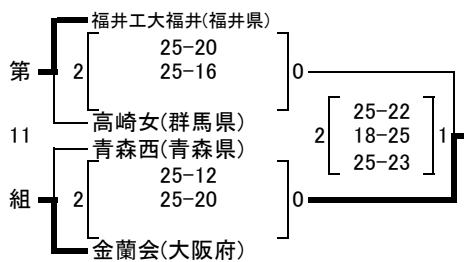 福井工大福井(福井県)
25-20
第 2 25-16 0
25-22
高崎女(群馬県)
11 2 18-25 1
青森西(青森県)
25-23
25-12
組 2 25-20 0
金蘭会(大阪府)